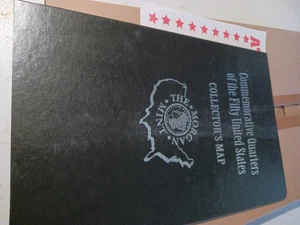 Commemorative Quarters
of the Fifty United States
COLLECTOR'S MAP
THE MORGAN MINT
A